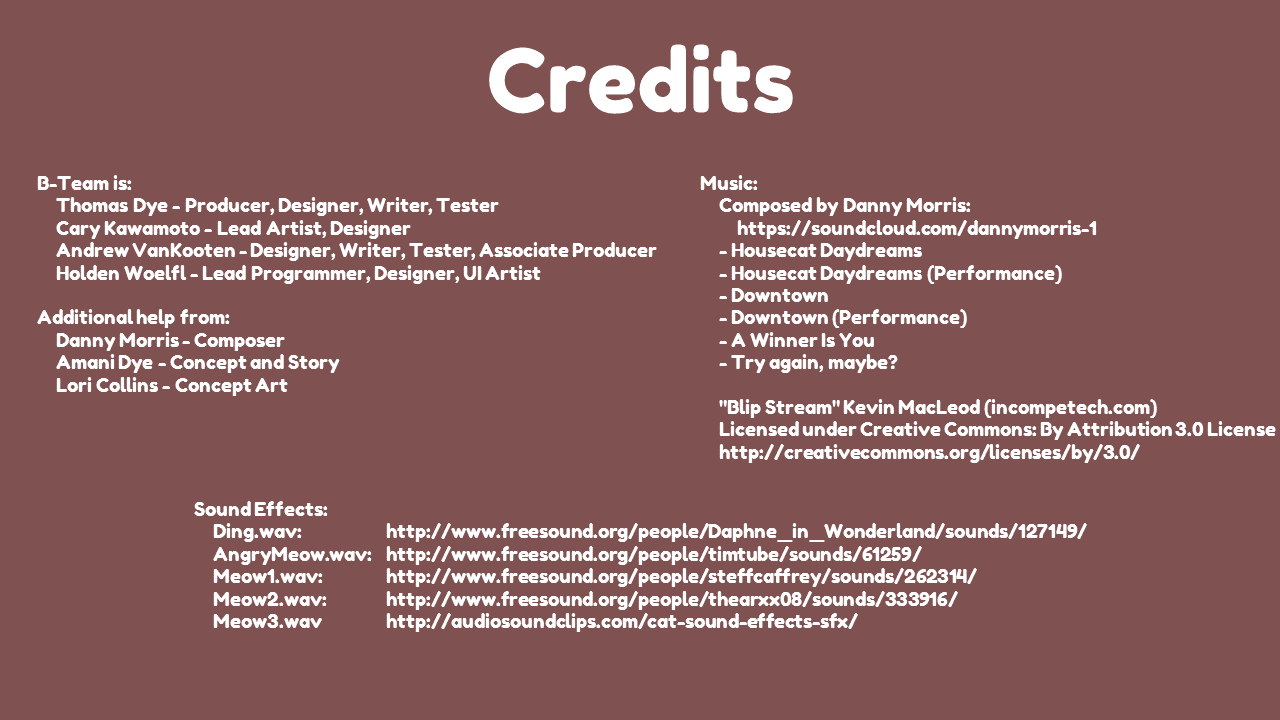 Credits
B-Team is:
Thomas Dye - Producer, Designer, Writer, Tester
Cary Kawamoto - Lead Artist, Designer
Andrew VanKooten - Designer, Writer, Tester, Associate Producer
Holden Woelfl - Lead Programmer, Designer, UI Artist
Additional help from:
Danny Morris - Composer
Amani Dye - Concept and Story
Lori Collins - Concept Art
Music:
Composed by Danny Morris:
https://soundcloud.com/dannymorris-1
- Housecat Daydreams
- Housecat Daydreams (Performance)
- Downtown
- Downtown (Performance)
- A Winner Is You
- Try again, maybe?
"Blip Stream" Kevin MacLeod (incompetech.com)
Licensed under Creative Commons: By Attribution 3.0 License
http://creativecommons.org/licenses/by/3.0/
Sound Effects:
Ding.wav: http://www.freesound.org/people/Daphne_in_Wonderland/sounds/127149/
AngryMeow.wav: http://www.freesound.org/people/timtube/sounds/61259/
Meow1.wav: http://www.freesound.org/people/steffcaffrey/sounds/262314/
Meow2.wav: http://www.freesound.org/people/thearxx08/sounds/333916/
Meow3.wav http://audiosoundclips.com/cat-sound-effects-sfx/